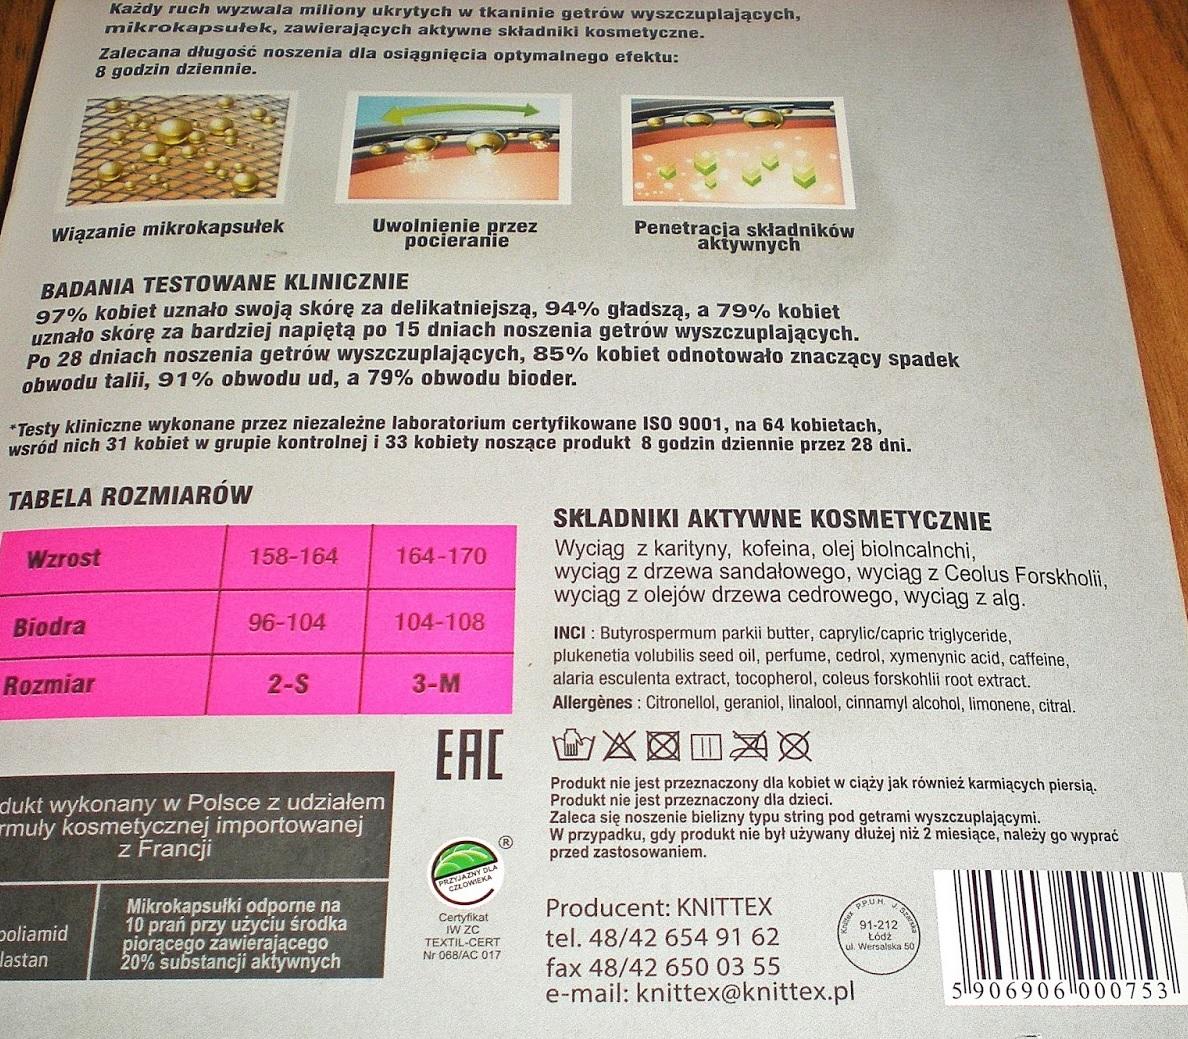 Każdy ruch wyzwala miliony ukrytych w tkaninie getrów wyszczuplających,
mikrokapsułek, zawierających aktywne składniki kosmetyczne.
Zalecana długość noszenia dla osiągnięcia optymalnego efektu:
8 godzin dziennie.
Wiązanie mikrokapsułek
Uwolnienie przez
pocieranie
Penetracja składników
aktywnych
BADANIA TESTOWANE KLINICZNIE
97% kobiet uznało swoją skórę za delikatniejszą, 94% gładszą, a 79% kobiet
uznało skórę za bardziej napiętą po 15 dniach noszenia getrów wyszczuplających.
Po 28 dniach noszenia getrów wyszczuplających, 85% kobiet odnotowało znaczący spadek
obwodu talii, 91% obwodu ud, a 79% obwodu bioder.
*Testy kliniczne wykonane przez niezależne laboratorium certyfikowane ISO 9001, na 64 kobietach,
wsród nich 31 kobiet w grupie kontrolnej i 33 kobiety noszące produkt 8 godzin dziennie przez 28 dni.
TABELA ROZMIARÓW
Wzrost 158-164 164-170
Biodra 96-104 104-108
Rozmiar 2-S 3-M
SKŁADNIKI AKTYWNE KOSMETYCZNIE
Wyciąg z karityny, kofeina, olej bioIncaInchi,
wyciąg z drzewa sandałowego, wyciąg z Ceolus Forskholii,
wyciąg z olejów drzewa cedrowego, wyciąg z alg.
INCI : Butyrospermum parkii butter, caprylic/capric triglyceride,
plukenetia volubilis seed oil, perfume, cedrol, xymenynic acid, caffeine,
alaria esculenta extract, tocopherol, coleus forskohlii root extract.
Allergènes : Citronellol, geraniol, linalool, cinnamyl alcohol, limonene, citral.
EAC
Produkt nie jest przeznaczony dla kobiet w ciąży jak również karmiących piersią.
Produkt nie jest przeznaczony dla dzieci.
Zaleca się noszenie bielizny typu string pod getrami wyszczuplającymi.
W przypadku, gdy produkt nie był używany dłużej niż 2 miesiące, należy go wyprać
przed zastosowaniem.
dukt wykonany w Polsce z udziałem
rmuły kosmetycznej importowanej
z Francji
poliamid
lastan
Mikrokapsułki odporne na
10 prań przy użyciu środka
piorącego zawierającego
20% substancji aktywnych
®
PRZYJAZNY DLA
CZŁOWIEKA
Certyfikat
IW ZC
TEXTIL-CERT
Nr 068/AC 017
Producent: KNITTEX
tel. 48/42 654 91 62
fax 48/42 650 03 55
e-mail: knittex@knittex.pl
Knittex P.P.U.H. J. Szarka
91-212
Łódź
ul. Wersalska 50
5 906906 000753